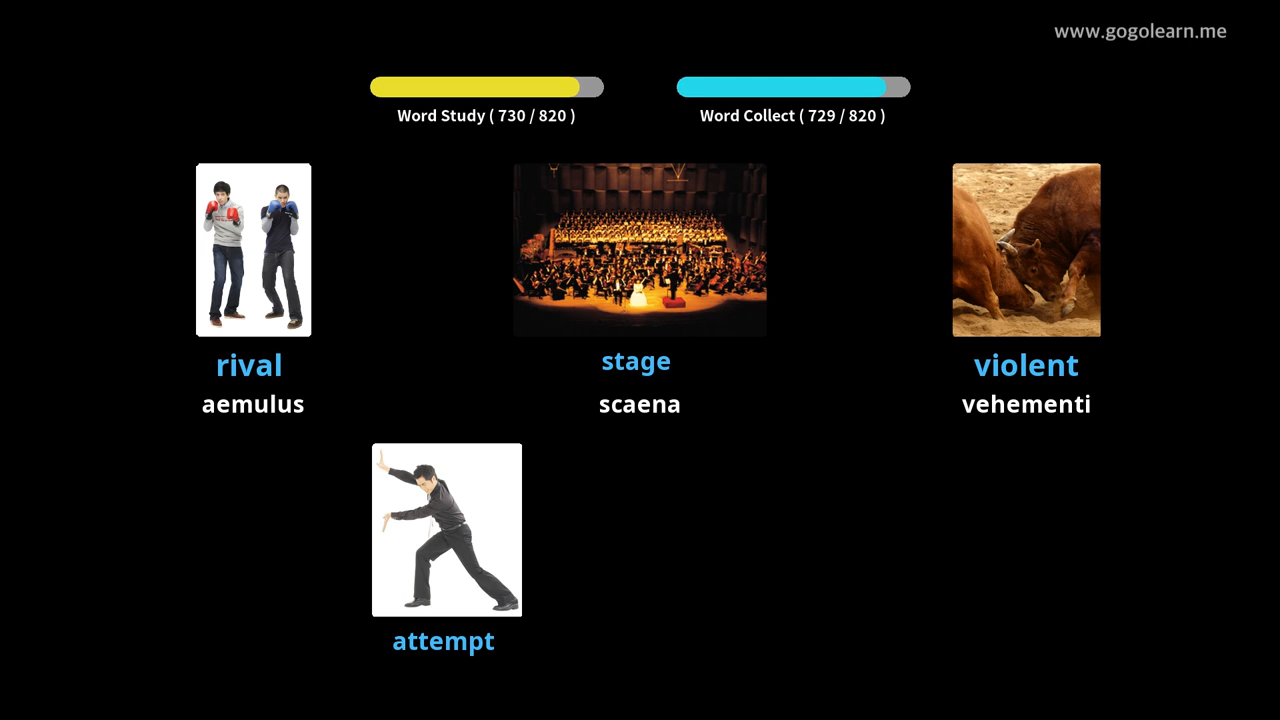 www.gogolearn.me
Word Study ( 730 / 820 )
Word Collect ( 729 / 820 )
rival
stage
violent
aemulus
scaena
vehementi
attempt